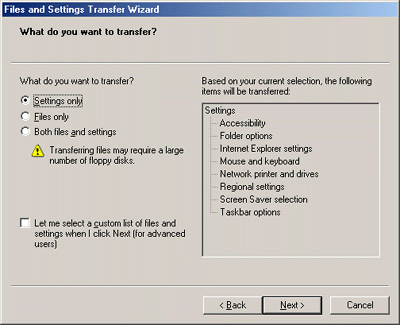 Files and Settings Transfer Wizard
What do you want to transfer?
What do you want to transfer?
Settings only
Files only
Both files and settings
Transferring files may require a large
number of floppy disks.
Let me select a custom list of files and
settings when I click Next (for advanced
users)
Based on your current selection, the following
items will be transferred:
Settings
Accessibility
Folder options
Internet Explorer settings
Mouse and keyboard
Network printer and drives
Regional settings
Screen Saver selection
Taskbar options
< Back
Next >
Cancel